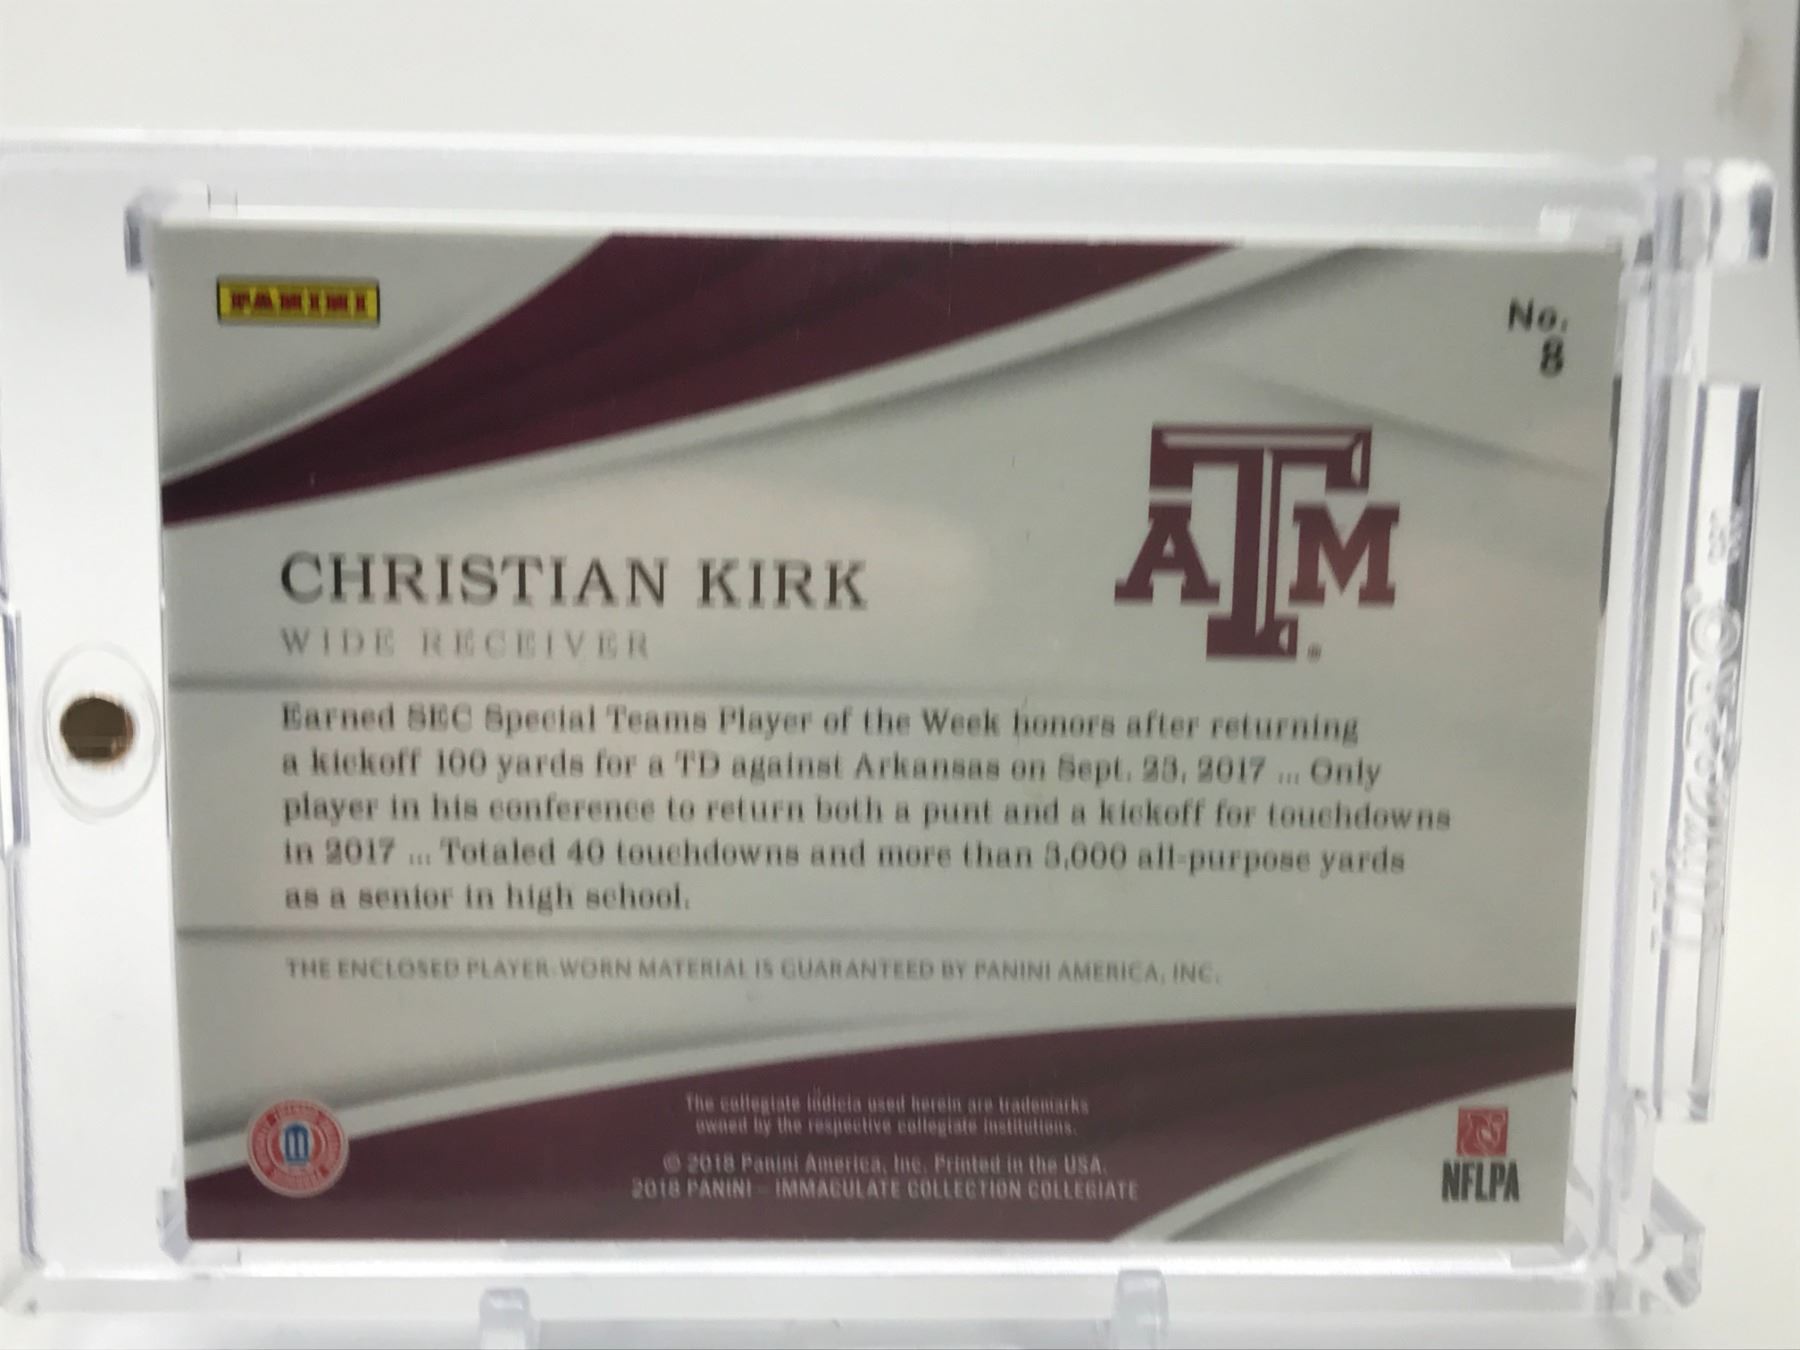 PANINI
No.
8
ATM
®
CHRISTIAN KIRK
WIDE RECEIVER
Earned SEC Special Teams Player of the Week honors after returning
a kickoff 100 yards for a TD against Arkansas on Sept. 23, 2017 ... Only
player in his conference to return both a punt and a kickoff for touchdowns
in 2017 ... Totaled 40 touchdowns and more than 3,000 all-purpose yards
as a senior in high school.
THE ENCLOSED PLAYER-WORN MATERIAL IS GUARANTEED BY PANINI AMERICA, INC.
The collegiate indicia used herein are trademarks
owned by the respective collegiate institutions.
© 2018 Panini America, Inc. Printed in the USA.
2018 PANINI – IMMACULATE COLLECTION COLLEGIATE
NFLPA